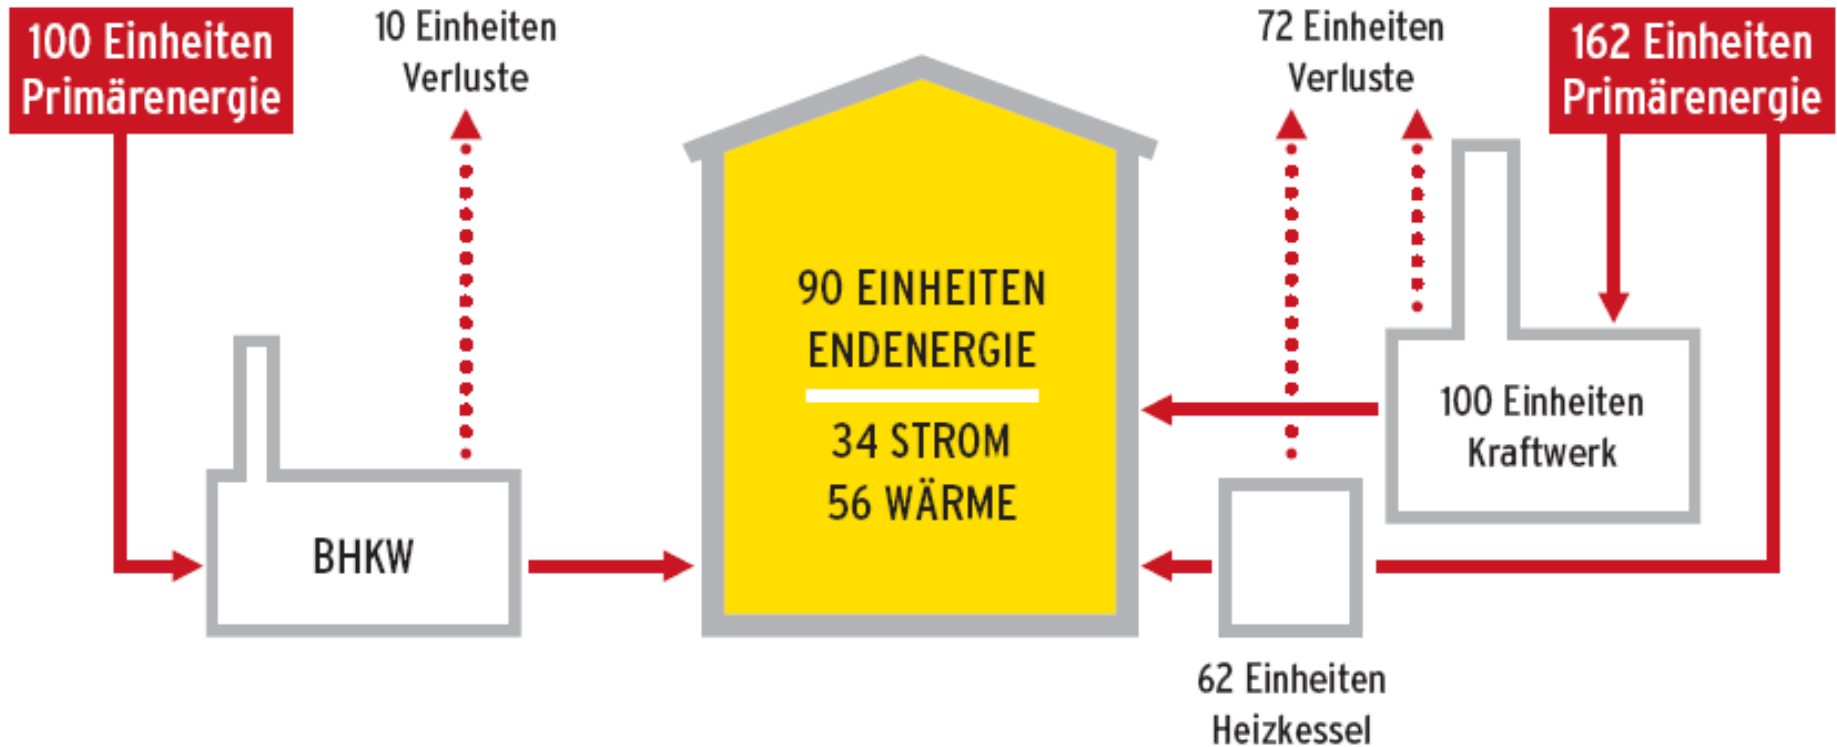 100 Einheiten
Primärenergie
10 Einheiten
Verluste
72 Einheiten
Verluste
162 Einheiten
Primärenergie
90 EINHEITEN
ENDENERGIE
34 STROM
56 WÄRME
100 Einheiten
Kraftwerk
BHKW
62 Einheiten
Heizkessel